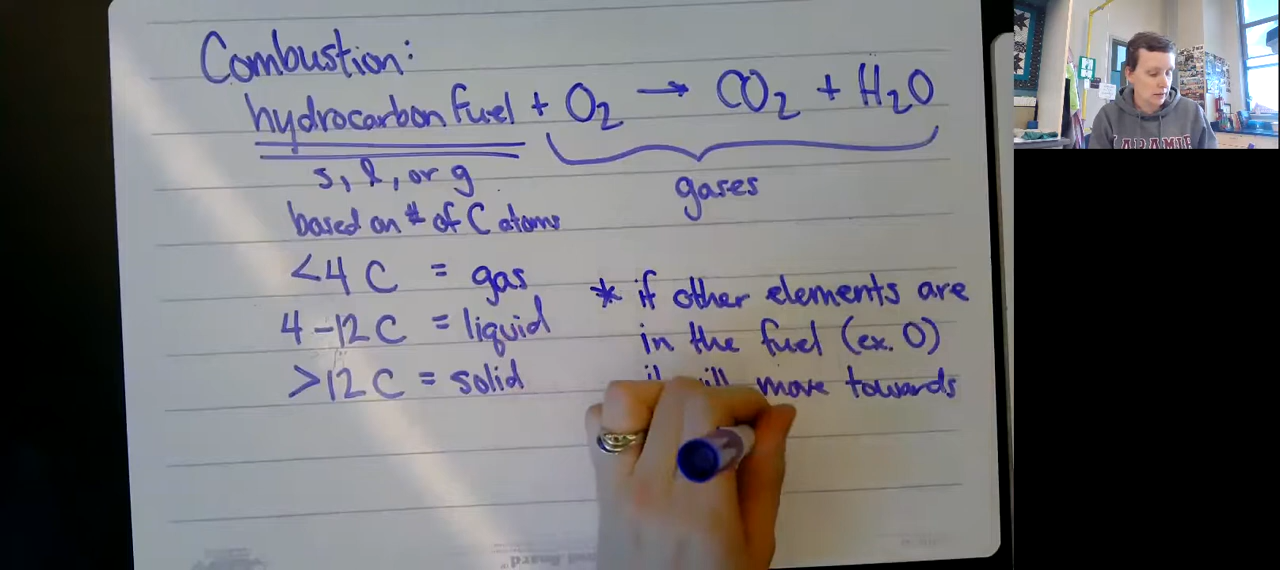 Combustion:
hydrocarbon fuel + O₂ → CO₂ + H₂O
s, l, or g
gases
based on # of C atoms
<4 C = gas
4-12 C = liquid
>12 C = solid
* if other elements are
in the fuel (ex. O)
move towards
LARAMIE